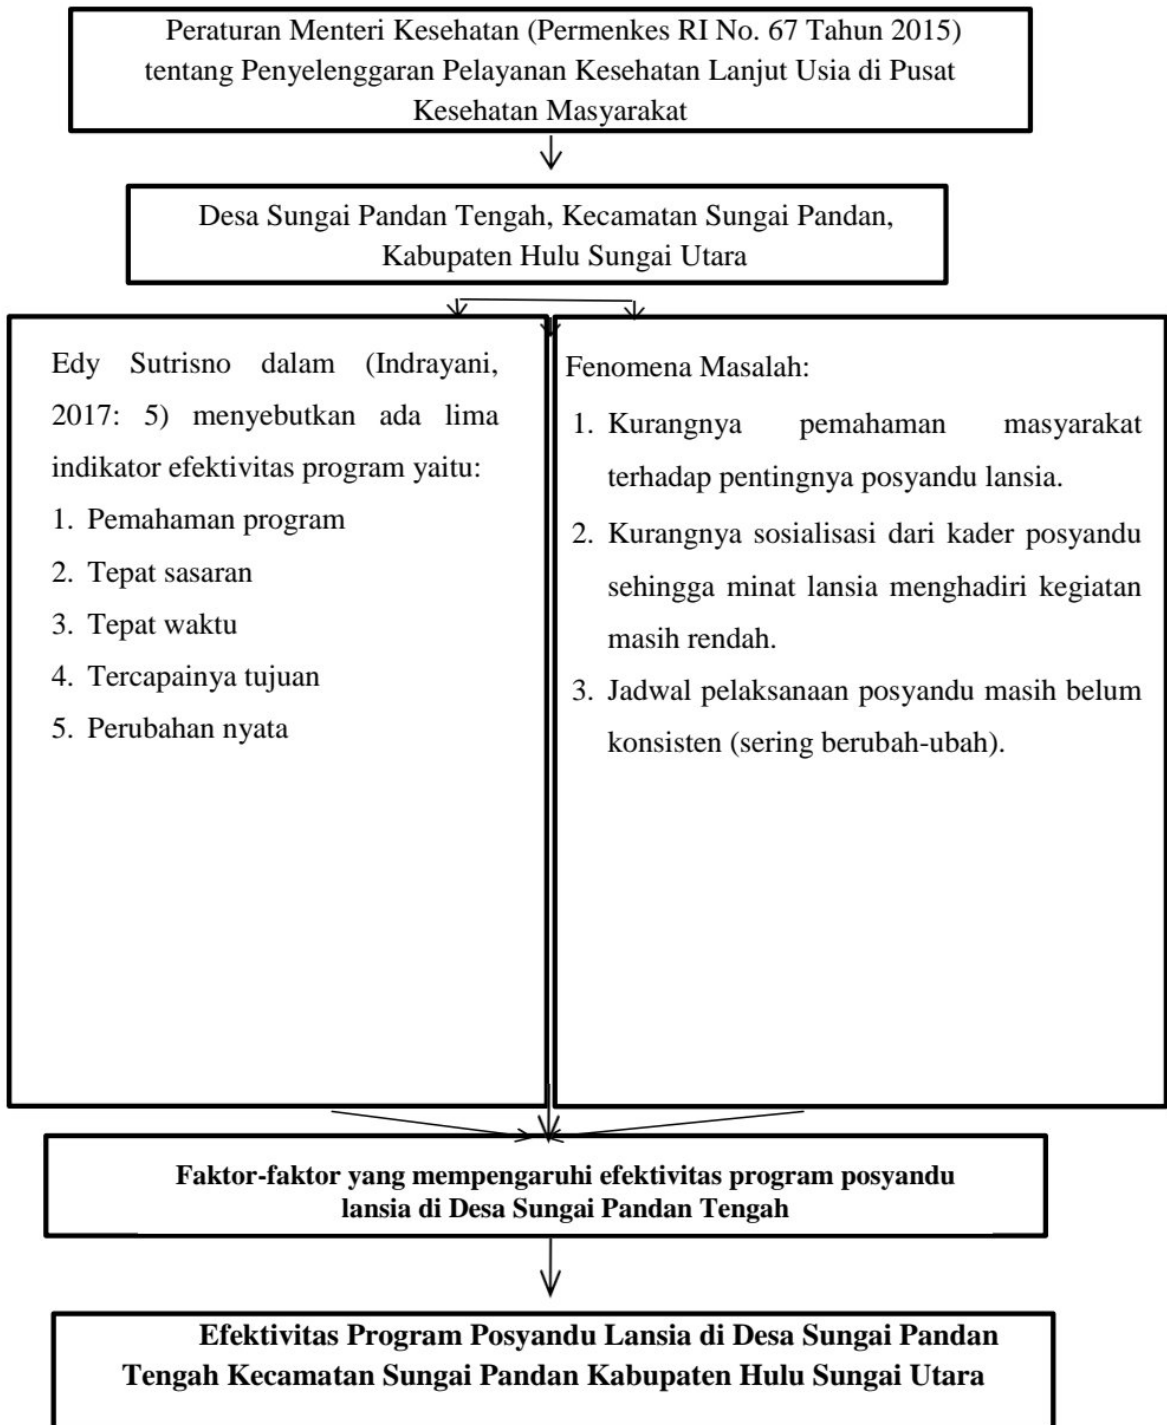 Peraturan Menteri Kesehatan (Permenkes RI No. 67 Tahun 2015)
tentang Penyelenggaran Pelayanan Kesehatan Lanjut Usia di Pusat
Kesehatan Masyarakat
Desa Sungai Pandan Tengah, Kecamatan Sungai Pandan,
Kabupaten Hulu Sungai Utara
Edy Sutrisno dalam (Indrayani,
2017: 5) menyebutkan ada lima
indikator efektivitas program yaitu:
1. Pemahaman program
2. Tepat sasaran
3. Tepat waktu
4. Tercapainya tujuan
5. Perubahan nyata
Fenomena Masalah:
1. Kurangnya pemahaman masyarakat
terhadap pentingnya posyandu lansia.
2. Kurangnya sosialisasi dari kader posyandu
sehingga minat lansia menghadiri kegiatan
masih rendah.
3. Jadwal pelaksanaan posyandu masih belum
konsisten (sering berubah-ubah).
Faktor-faktor yang mempengaruhi efektivitas program posyandu
lansia di Desa Sungai Pandan Tengah
Efektivitas Program Posyandu Lansia di Desa Sungai Pandan
Tengah Kecamatan Sungai Pandan Kabupaten Hulu Sungai Utara